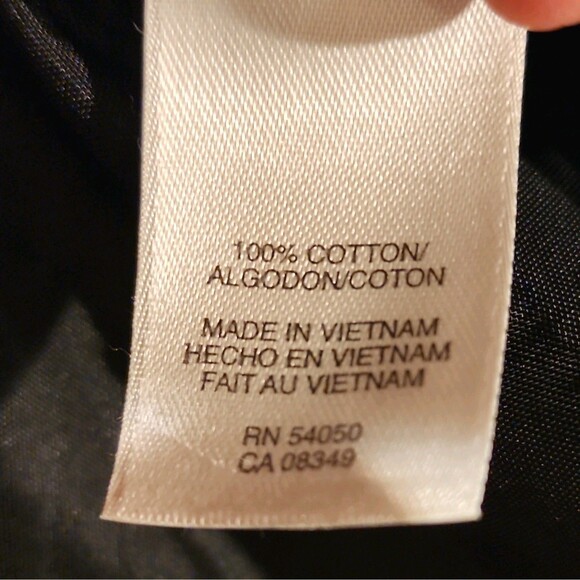 100% COTTON/
ALGODON/COTON
MADE IN VIETNAM
HECHO EN VIETNAM
FAIT AU VIETNAM
RN 54050
CA 08349